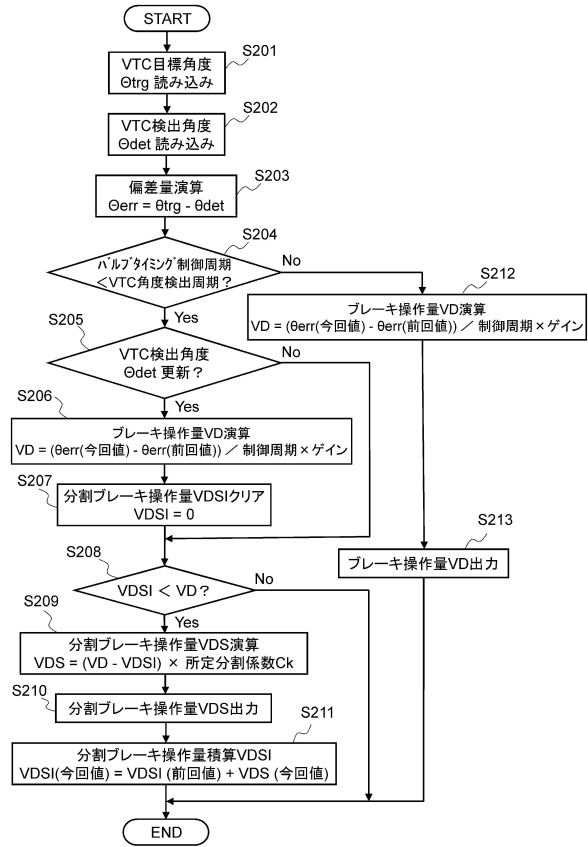 START
S201
VTC目標角度
Θtrg 読み込み
S202
VTC検出角度
Θdet 読み込み
S203
偏差量演算
Θerr = θtrg - θdet
S204
ﾊﾞﾙﾌﾞﾀｲﾐﾝｸﾞ制御周期
＜VTC角度検出周期？
No
Yes
S212
ブレーキ操作量VD演算
VD = (θerr(今回値) - θerr(前回値)) ／ 制御周期×ゲイン
S205
VTC検出角度
Θdet 更新？
No
Yes
S206
ブレーキ操作量VD演算
VD = (θerr(今回値) - θerr(前回値)) ／ 制御周期×ゲイン
S207
分割ブレーキ操作量VDSIクリア
VDSI = 0
S213
ブレーキ操作量VD出力
S208
VDSI ＜ VD？
No
Yes
S209
分割ブレーキ操作量VDS演算
VDS = (VD - VDSI) × 所定分割係数Ck
S210
分割ブレーキ操作量VDS出力
S211
分割ブレーキ操作量積算VDSI
VDSI(今回値) = VDSI (前回値) + VDS (今回値)
END